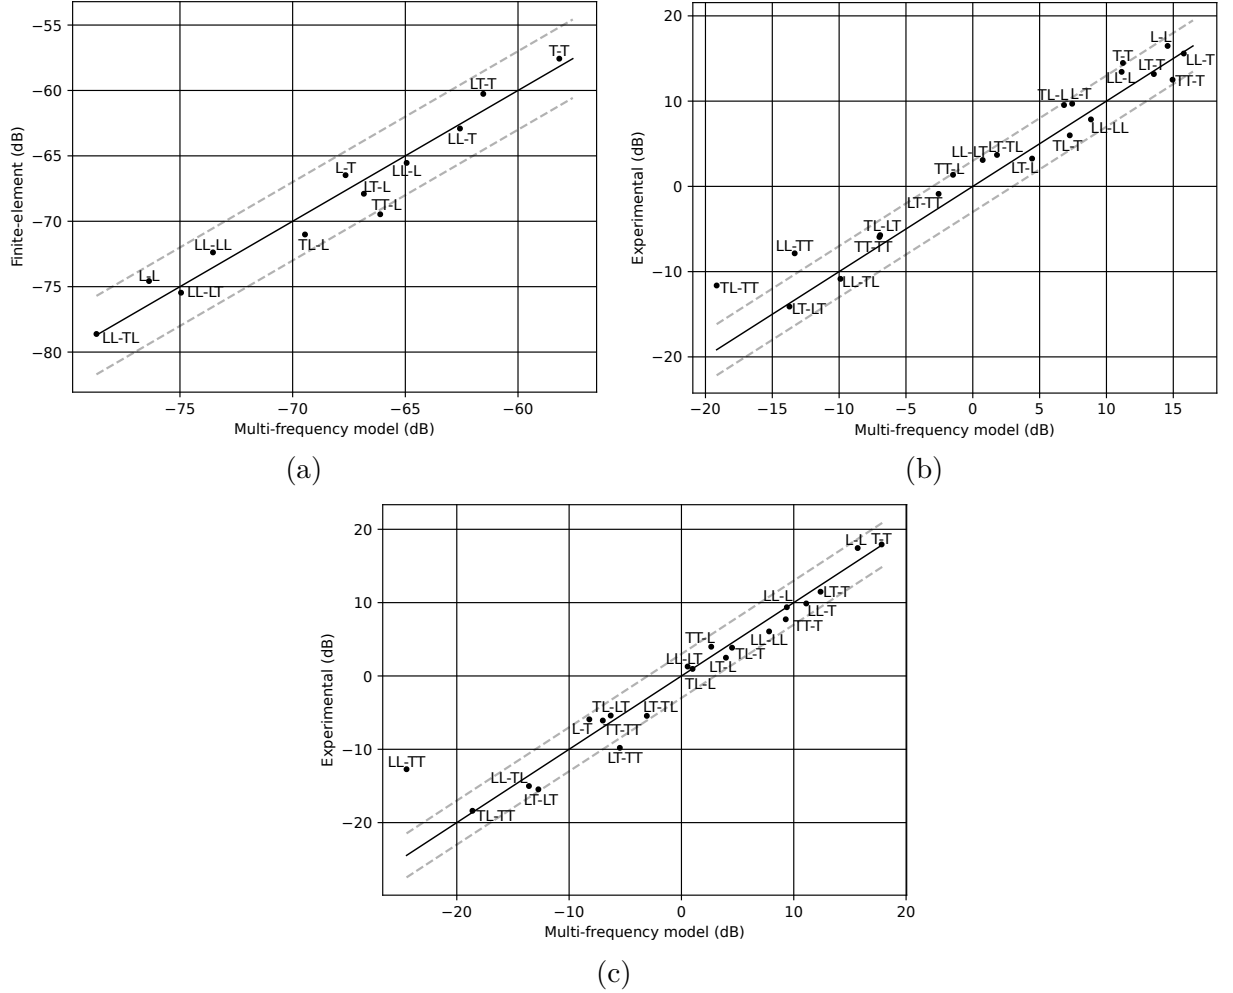 −55
T-T
LT-T
−60
LL-T
−65
L-T
LL-L
LT-L
TT-L
−70
LL-LL
TL-L
L-L
−75
LL-LT
LL-TL
−80
−75
−70
−65
−60
Multi-frequency model (dB)
Finite-element (dB)
(a)
20
L-L
T-T
LL-T
LT-T
LL-L
TT-T
10
TL-L
L-T
LL-LL
TL-T
LL-LT
LT-TL
LT-L
TT-L
0
LT-TT
TL-LT
TT-TT
LL-TT
−10
LL-TL
TL-TT
LT-LT
−20
−20
−15
−10
−5
0
5
10
15
Multi-frequency model (dB)
Experimental (dB)
(b)
20
L-L
T-T
LL-L
LT-T
10
LL-T
TT-T
TT-L
LL-LL
LL-LT
LT-L
TL-T
0
TL-L
TL-LT
LT-TL
L-T
TT-TT
−10
LT-TT
LL-TT
LL-TL
LT-LT
TL-TT
−20
−20
−10
0
10
20
Multi-frequency model (dB)
Experimental (dB)
(c)